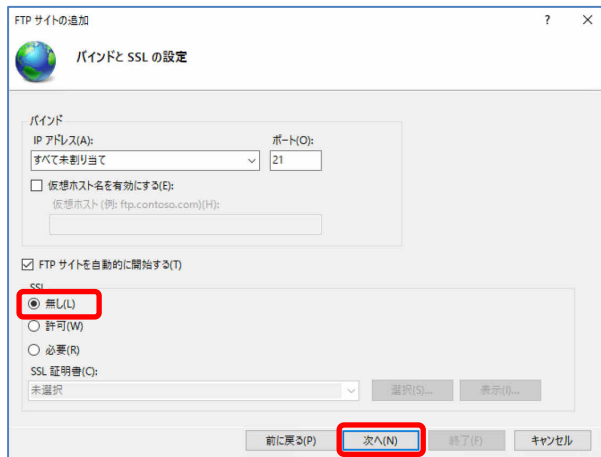 FTP サイトの追加 ? ×
バインドと SSL の設定
バインド
IP アドレス(A): ポート(O):
すべて未割り当て 21
仮想ホスト名を有効にする(E):
仮想ホスト (例: ftp.contoso.com)(H):
FTP サイトを自動的に開始する(T)
SSL
無し(L)
許可(W)
必要(R)
SSL 証明書(C):
未選択 選択(S)... 表示(I)...
前に戻る(P) 次へ(N) 終了(F) キャンセル